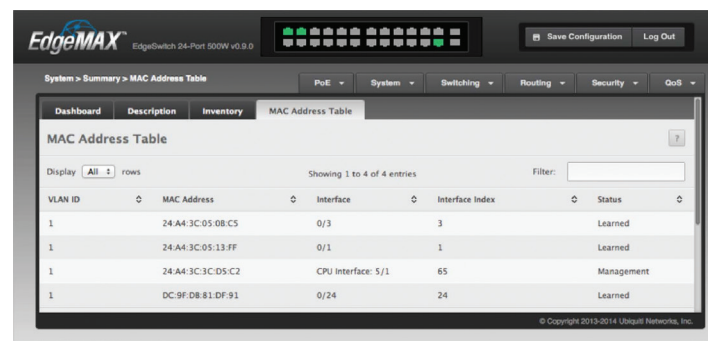 EdgeMAX™ EdgeSwitch 24-Port 500W v0.9.0
Save Configuration Log Out
System > Summary > MAC Address Table
PoE System Switching Routing Security QoS
Dashboard Description Inventory MAC Address Table
MAC Address Table ?
Display All rows Showing 1 to 4 of 4 entries Filter:
VLAN ID MAC Address Interface Interface Index Status
1 24:A4:3C:05:08:C5 0/3 3 Learned
1 24:A4:3C:05:13:FF 0/1 1 Learned
1 24:A4:3C:3C:D5:C2 CPU Interface: 5/1 65 Management
1 DC:9F:DB:81:DF:91 0/24 24 Learned
© Copyright 2013-2014 Ubiquiti Networks, Inc.